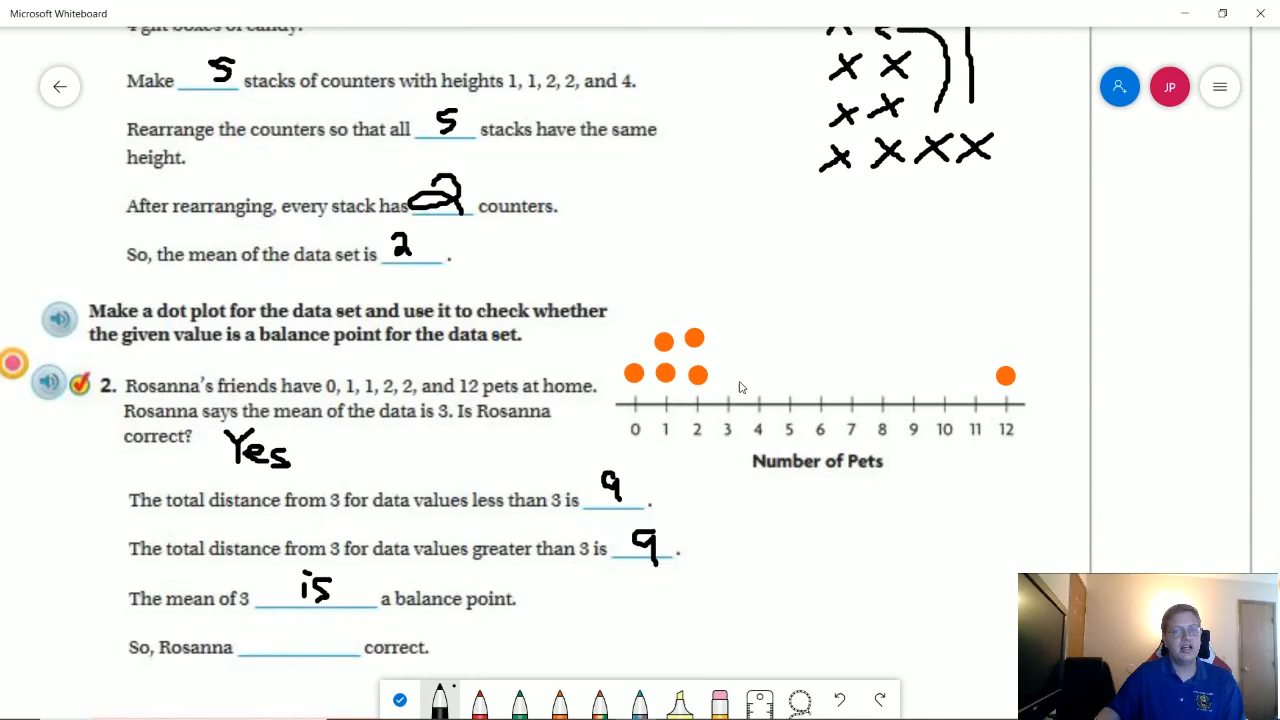 Microsoft Whiteboard
4 gift boxes of candy.
Make 5 stacks of counters with heights 1, 1, 2, 2, and 4.
Rearrange the counters so that all 5 stacks have the same
height.
After rearranging, every stack has 2 counters.
So, the mean of the data set is 2.
Make a dot plot for the data set and use it to check whether
the given value is a balance point for the data set.
2. Rosanna's friends have 0, 1, 1, 2, 2, and 12 pets at home.
Rosanna says the mean of the data is 3. Is Rosanna
correct? Yes
The total distance from 3 for data values less than 3 is 9.
The total distance from 3 for data values greater than 3 is 9.
The mean of 3 is a balance point.
So, Rosanna ____ correct.
x x
x x
x x
x x x x
0 1 2 3 4 5 6 7 8 9 10 11 12
Number of Pets
JP